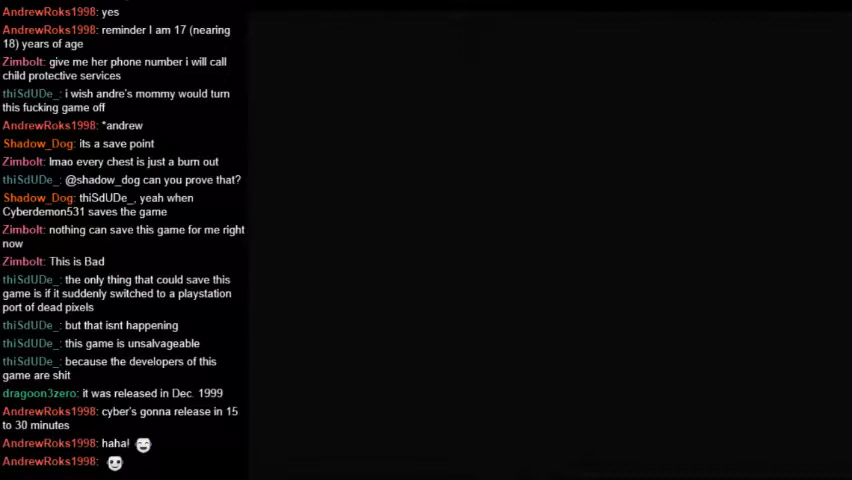 AndrewRoks1998: yes
AndrewRoks1998: reminder I am 17 (nearing
18) years of age
Zimbolt: give me her phone number i will call
child protective services
thiSdUDe_: i wish andre's mommy would turn
this fucking game off
AndrewRoks1998: *andrew
Shadow_Dog: its a save point
Zimbolt: lmao every chest is just a burn out
thiSdUDe_: @shadow_dog can you prove that?
Shadow_Dog: thiSdUDe_, yeah when
Cyberdemon531 saves the game
Zimbolt: nothing can save this game for me right
now
Zimbolt: This is Bad
thiSdUDe_: the only thing that could save this
game is if it suddenly switched to a playstation
port of dead pixels
thiSdUDe_: but that isnt happening
thiSdUDe_: this game is unsalvageable
thiSdUDe_: because the developers of this
game are shit
dragoon3zero: it was released in Dec. 1999
AndrewRoks1998: cyber's gonna release in 15
to 30 minutes
AndrewRoks1998: haha!
AndrewRoks1998: